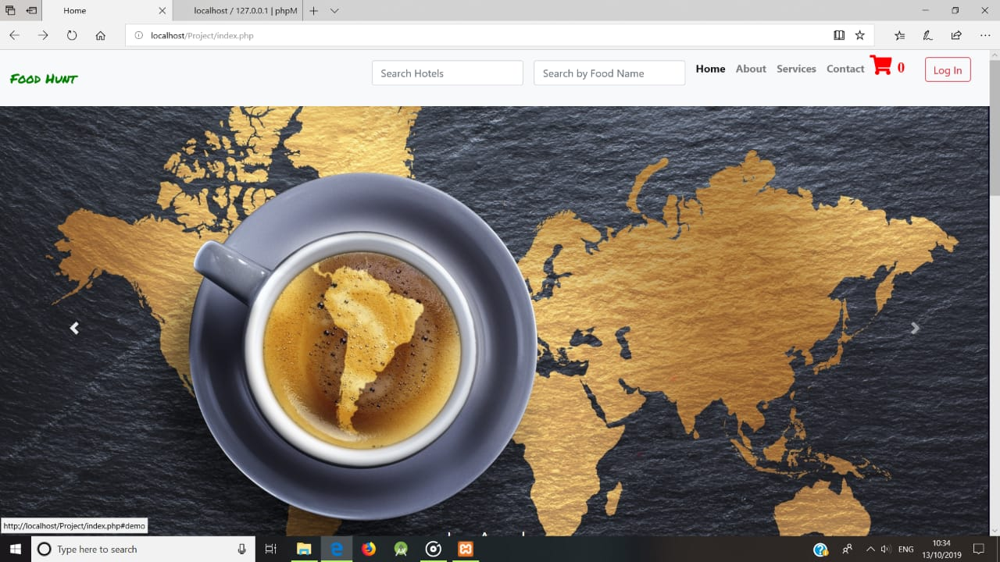 Home
localhost / 127.0.0.1 | phpM
localhost/Project/index.php
Food Hunt
Search Hotels
Search by Food Name
Home About Services Contact 0 Log In
http://localhost/Project/index.php#demo
Type here to search
ENG
10:34
13/10/2019